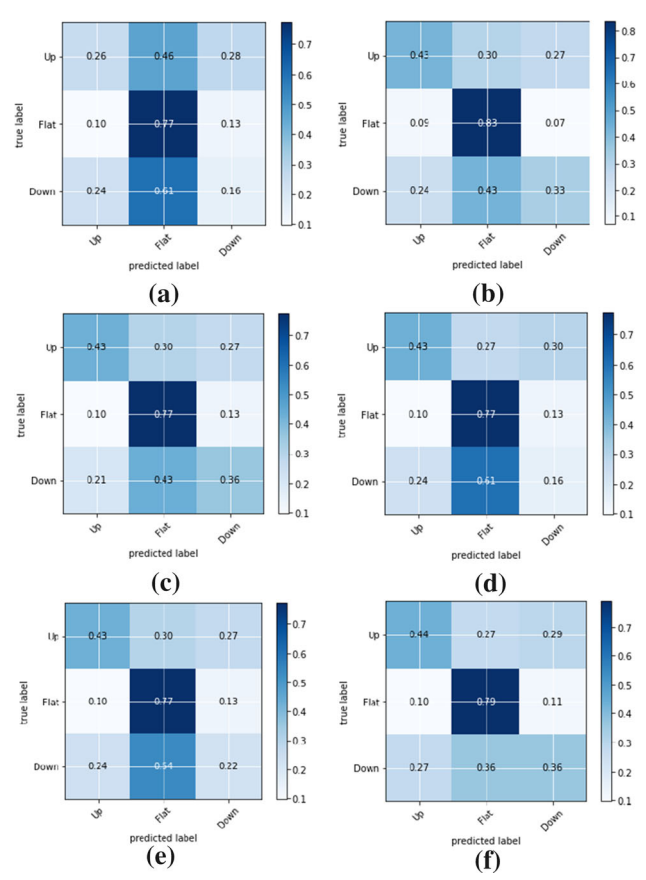 Up 0.26 0.46 0.28
Flat 0.10 0.77 0.13
Down 0.24 0.61 0.16
true label
Up Flat Down
predicted label
0.7
0.6
0.5
0.4
0.3
0.2
0.1
(a)
Up 0.43 0.30 0.27
Flat 0.09 0.83 0.07
Down 0.24 0.43 0.33
true label
Up Flat Down
predicted label
0.8
0.7
0.6
0.5
0.4
0.3
0.2
0.1
(b)
Up 0.43 0.30 0.27
Flat 0.10 0.77 0.13
Down 0.21 0.43 0.36
true label
Up Flat Down
predicted label
0.7
0.6
0.5
0.4
0.3
0.2
0.1
(c)
Up 0.43 0.27 0.30
Flat 0.10 0.77 0.13
Down 0.24 0.61 0.16
true label
Up Flat Down
predicted label
0.7
0.6
0.5
0.4
0.3
0.2
0.1
(d)
Up 0.43 0.30 0.27
Flat 0.10 0.77 0.13
Down 0.24 0.54 0.22
true label
Up Flat Down
predicted label
0.7
0.6
0.5
0.4
0.3
0.2
0.1
(e)
Up 0.44 0.27 0.29
Flat 0.10 0.79 0.11
Down 0.27 0.36 0.36
true label
Up Flat Down
predicted label
0.7
0.6
0.5
0.4
0.3
0.2
0.1
(f)